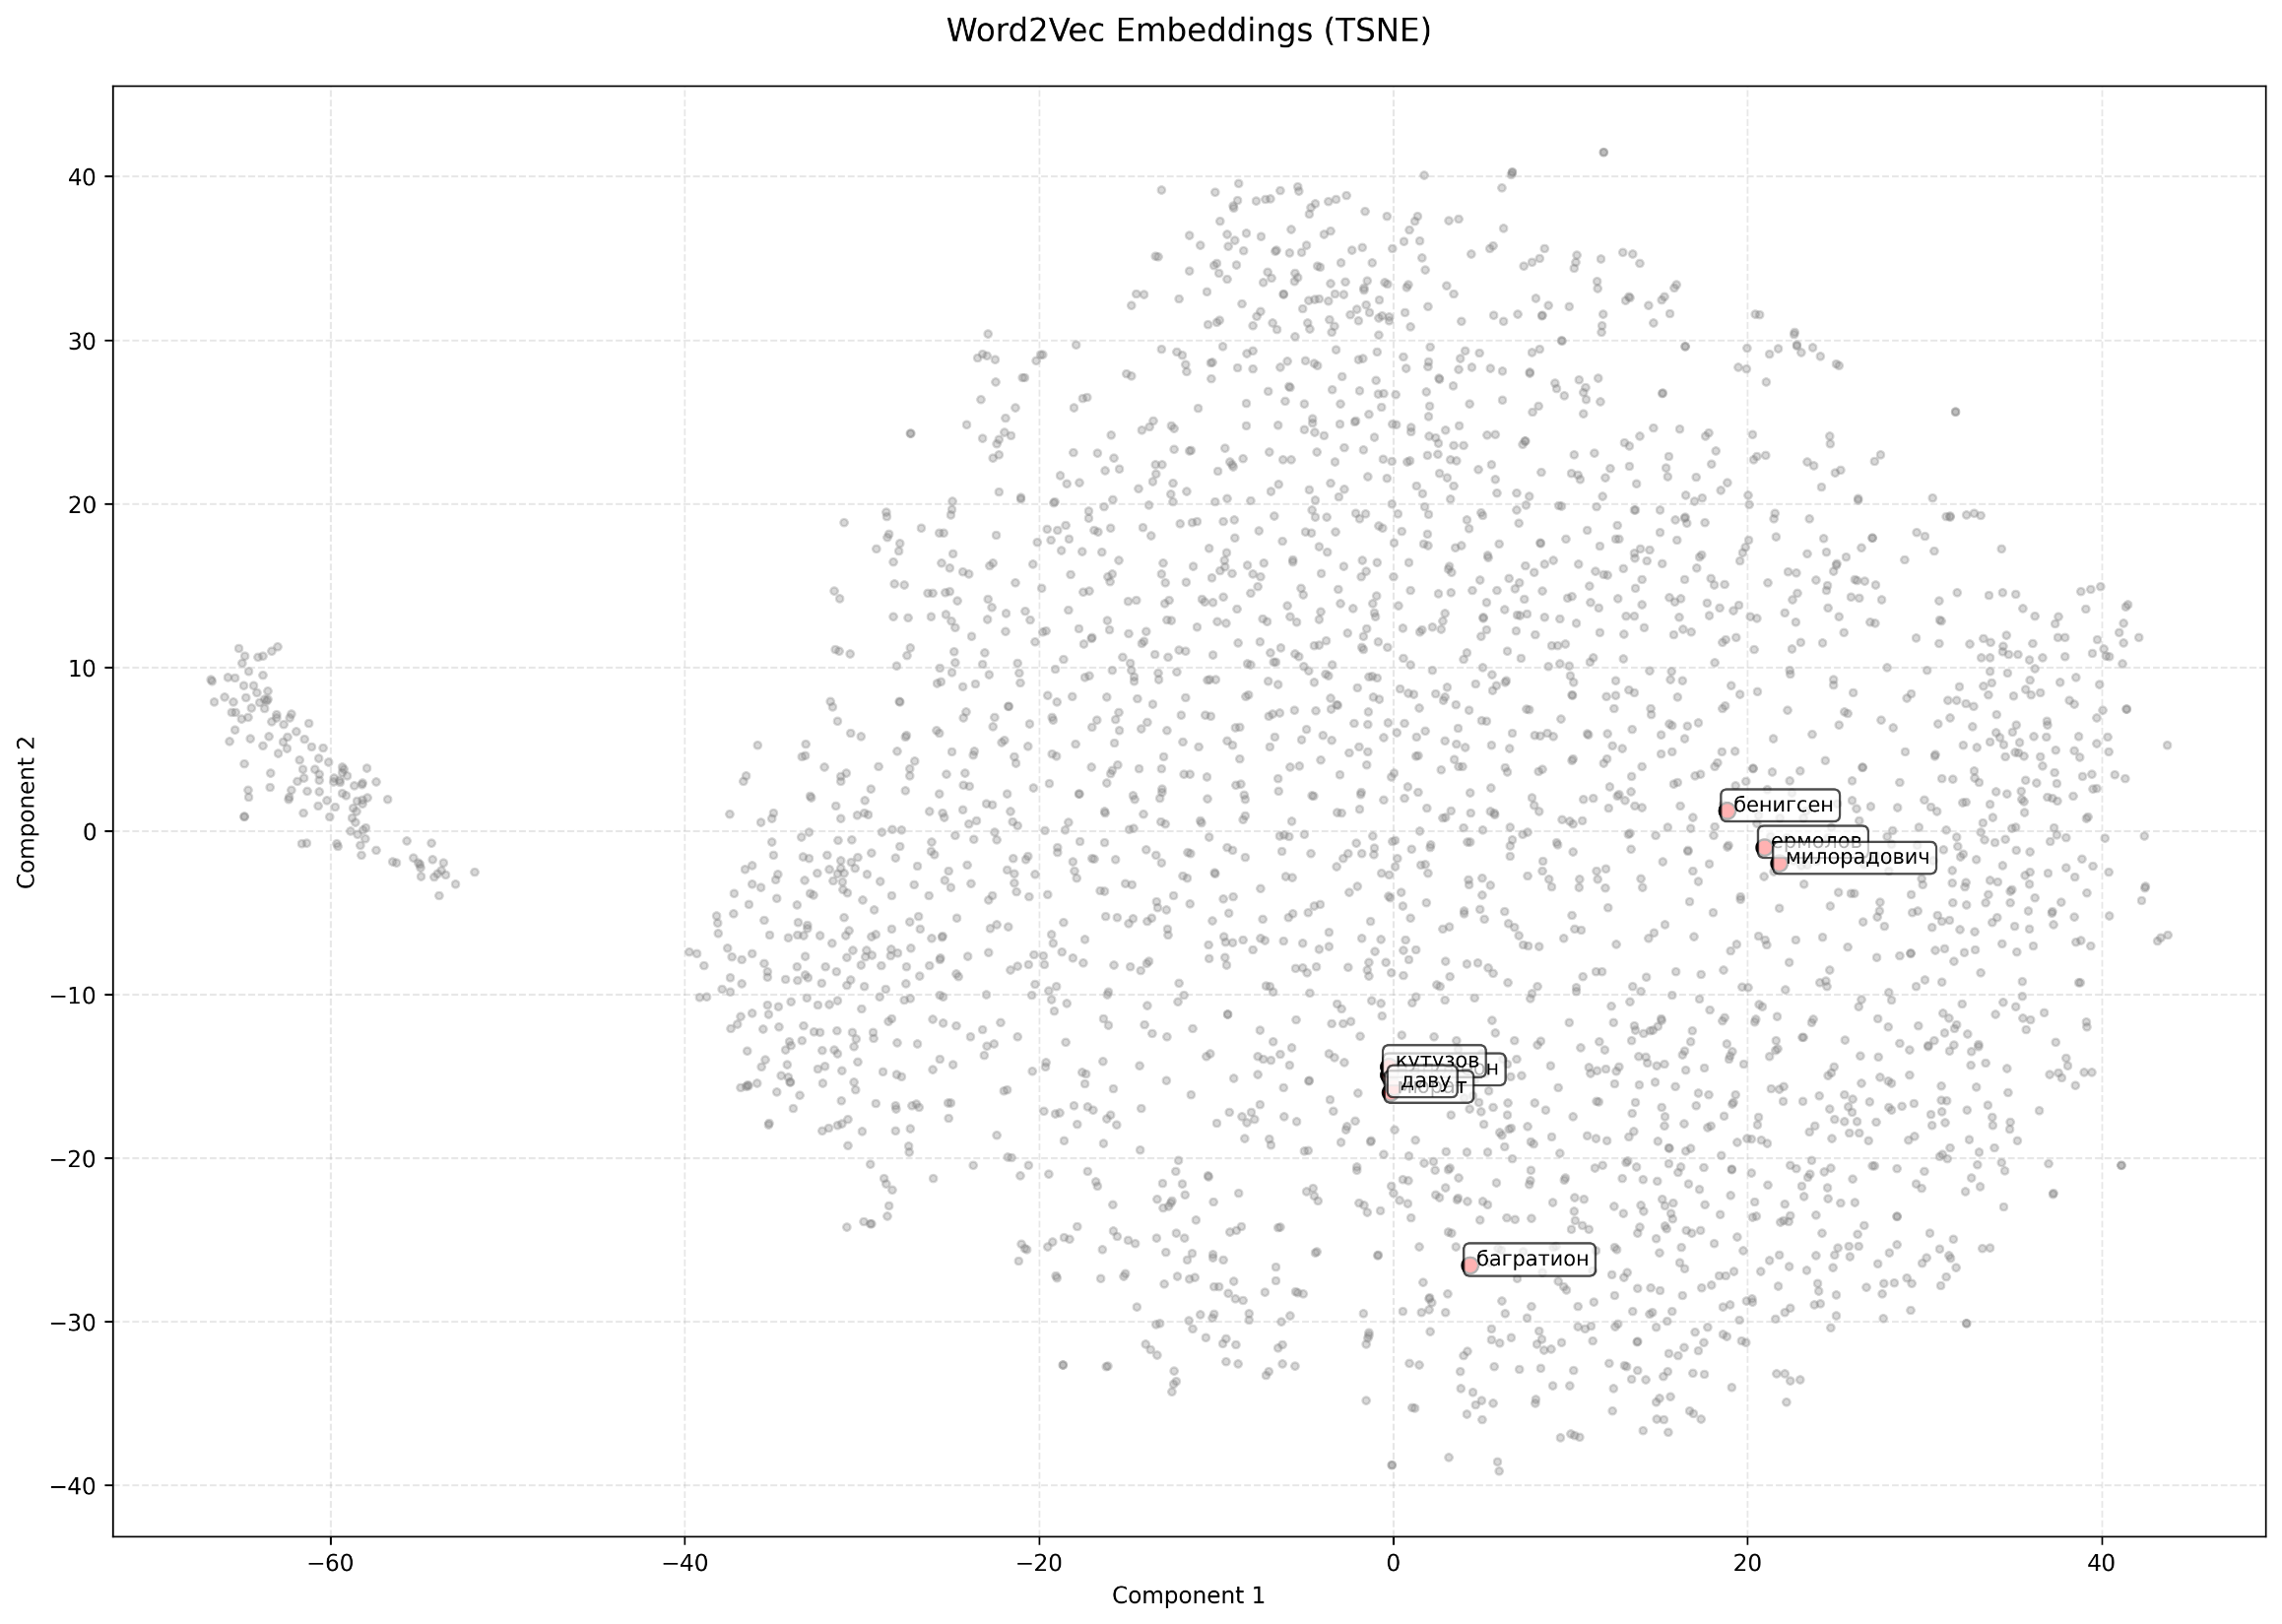 Word2Vec Embeddings (TSNE)
40
30
20
10
0
−10
−20
−30
−40
Component 2
бенигсен
ермолов
милорадович
кутузов
н
даву
т
багратион
−60
−40
−20
0
20
40
Component 1